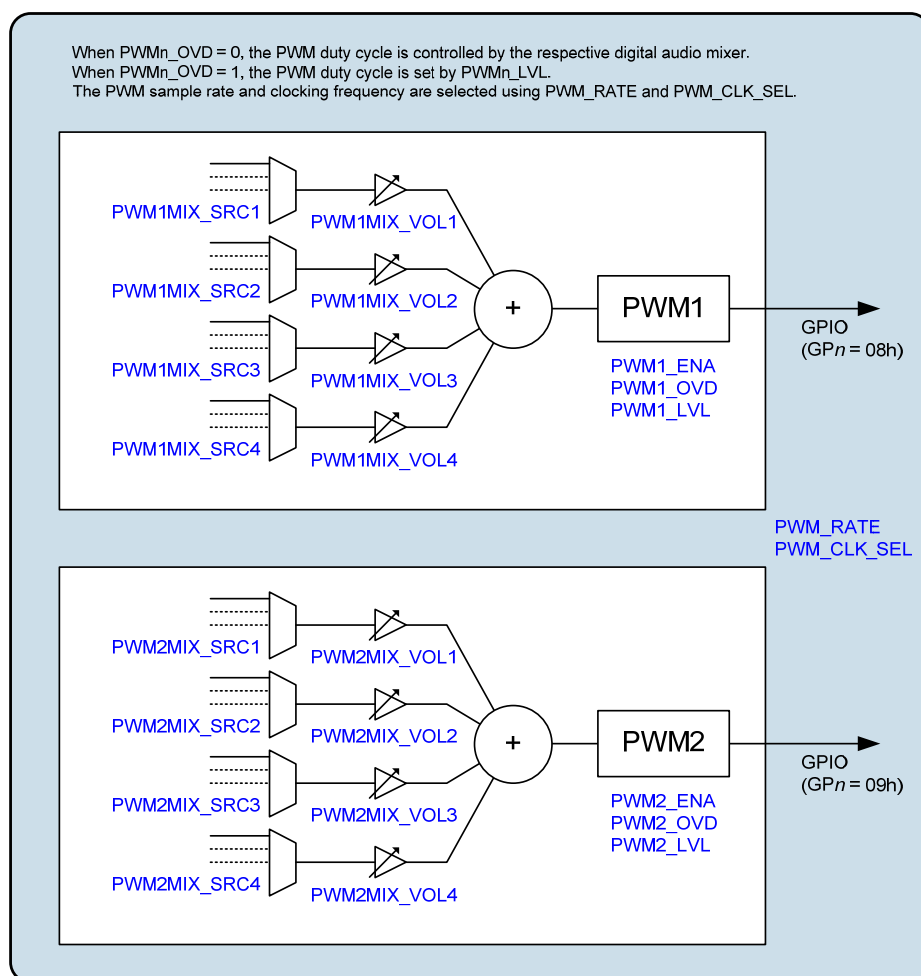 When PWMn_OVD = 0, the PWM duty cycle is controlled by the respective digital audio mixer.
When PWMn_OVD = 1, the PWM duty cycle is set by PWMn_LVL.
The PWM sample rate and clocking frequency are selected using PWM_RATE and PWM_CLK_SEL.
PWM1MIX_SRC1
PWM1MIX_VOL1
PWM1MIX_SRC2
PWM1MIX_VOL2
PWM1MIX_SRC3
PWM1MIX_VOL3
PWM1MIX_SRC4
PWM1MIX_VOL4
+
PWM1
PWM1_ENA
PWM1_OVD
PWM1_LVL
GPIO
(GPn = 08h)
PWM_RATE
PWM_CLK_SEL
PWM2MIX_SRC1
PWM2MIX_VOL1
PWM2MIX_SRC2
PWM2MIX_VOL2
PWM2MIX_SRC3
PWM2MIX_VOL3
PWM2MIX_SRC4
PWM2MIX_VOL4
+
PWM2
PWM2_ENA
PWM2_OVD
PWM2_LVL
GPIO
(GPn = 09h)